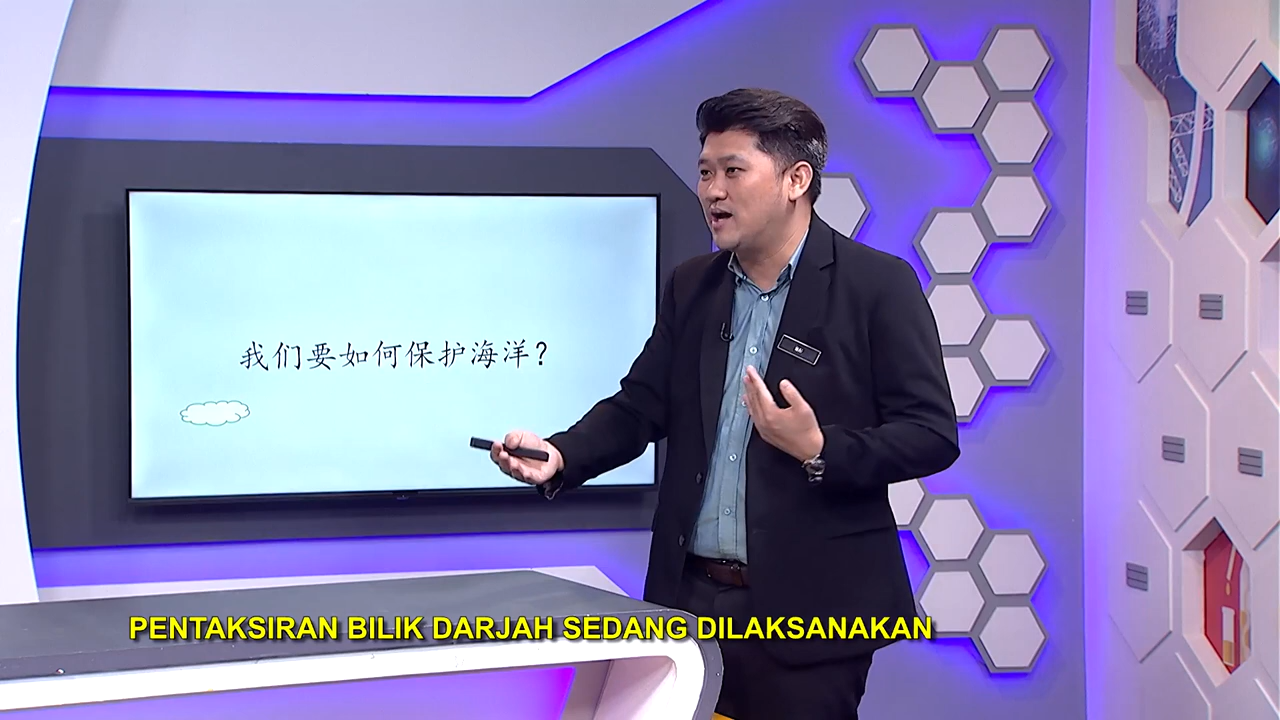 我们要如何保护海洋？
PENTAKSIRAN BILIK DARJAH SEDANG DILAKSANAKAN